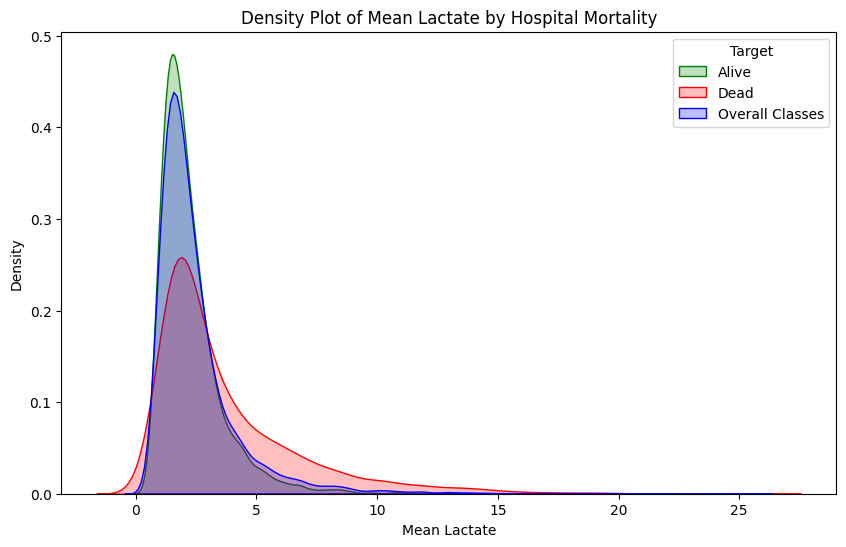 Density Plot of Mean Lactate by Hospital Mortality
Target
Alive
Dead
Overall Classes
Density
0.5
0.4
0.3
0.2
0.1
0.0
0
5
10
15
20
25
Mean Lactate